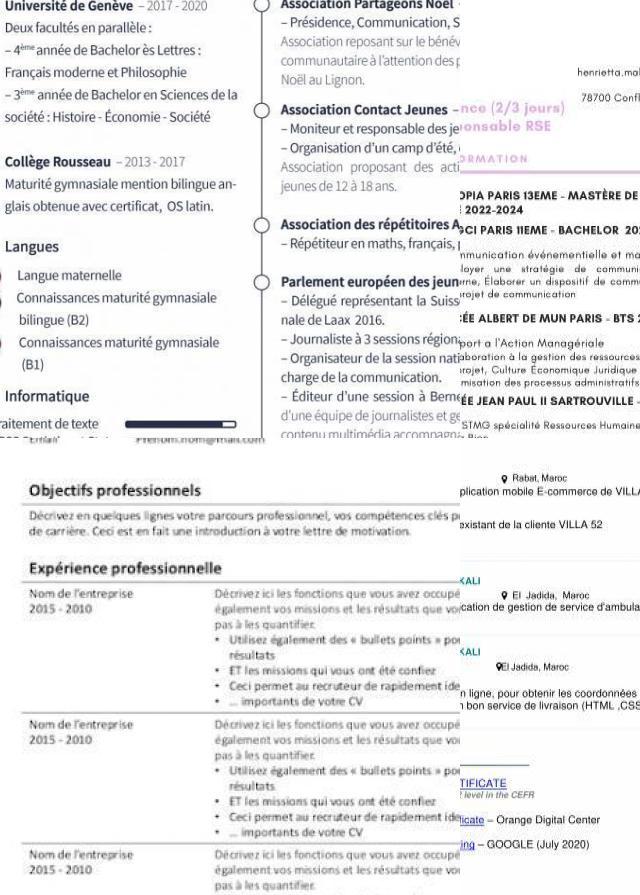 Université de Genève – 2017 - 2020
Deux facultés en parallèle :
– 4ème année de Bachelor ès Lettres :
Français moderne et Philosophie
– 3ème année de Bachelor en Sciences de la
société : Histoire - Économie - Société
Collège Rousseau – 2013 - 2017
Maturité gymnasiale mention bilingue an-
glais obtenue avec certificat, OS latin.
Langues
Langue maternelle
Connaissances maturité gymnasiale
bilingue (B2)
Connaissances maturité gymnasiale
(B1)
Informatique
raitement de texte
Association Partageons Noël
– Présidence, Communication, S
Association reposant sur le bénév
communautaire à l'attention des p
Noël au Lignon.
Association Contact Jeunes –
– Moniteur et responsable des je
– Organisation d'un camp d'été,
Association proposant des acti
jeunes de 12 à 18 ans.
Association des répétitoires A
– Répétiteur en maths, français,
Parlement européen des jeun
– Délégué représentant la Suiss
nale de Laax 2016.
– Journaliste à 3 sessions région
– Organisateur de la session nati
charge de la communication.
– Éditeur d'une session à Berne
d'une équipe de journalistes et ge
contenu multimédia accompagna
henrietta.mal
78700 Confl
nce (2/3 jours)
onsable RSE
ORMATION
OPIA PARIS 13EME - MASTÈRE DE
2022-2024
GCI PARIS 11EME - BACHELOR 202
mmunication événementielle et ma
loyer une stratégie de communi
rne, Élaborer un dispositif de comm
rojet de communication
ÉE ALBERT DE MUN PARIS - BTS 2
port a l'Action Managériale
aboration à la gestion des ressources
rojet, Culture Économique Juridique
misation des processus administratifs
ÉE JEAN PAUL II SARTROUVILLE -
STMG spécialité Ressources Humaine
Objectifs professionnels
Décrivez en quelques lignes votre parcours professionnel, vos compétences clés p
de carrière. Ceci est en fait une introduction à votre lettre de motivation.
Expérience professionnelle
Nom de l'entreprise
2015 - 2010
Décrivez ici les fonctions que vous avez occupé
également vos missions et les résultats que vo
pas à les quantifier.
• Utilisez également des « bullets points » pou
résultats
• ET les missions qui vous ont été confiez
• Ceci permet au recruteur de rapidement ide
• ... importants de votre CV
Nom de l'entreprise
2015 - 2010
Décrivez ici les fonctions que vous avez occupé
également vos missions et les résultats que vo
pas à les quantifier.
• Utilisez également des « bullets points » pou
résultats
• ET les missions qui vous ont été confiez
• Ceci permet au recruteur de rapidement ide
• ... importants de votre CV
Nom de l'entreprise
2015 - 2010
Décrivez ici les fonctions que vous avez occupé
également vos missions et les résultats que vo
pas à les quantifier.
Rabat, Maroc
plication mobile E-commerce de VILLA
existant de la cliente VILLA 52
KALI
El Jadida, Maroc
cation de gestion de service d'ambula
KALI
El Jadida, Maroc
n ligne, pour obtenir les coordonnées
n bon service de livraison (HTML ,CSS
TIFICATE
level in the CEFR
icate – Orange Digital Center
ing – GOOGLE (July 2020)